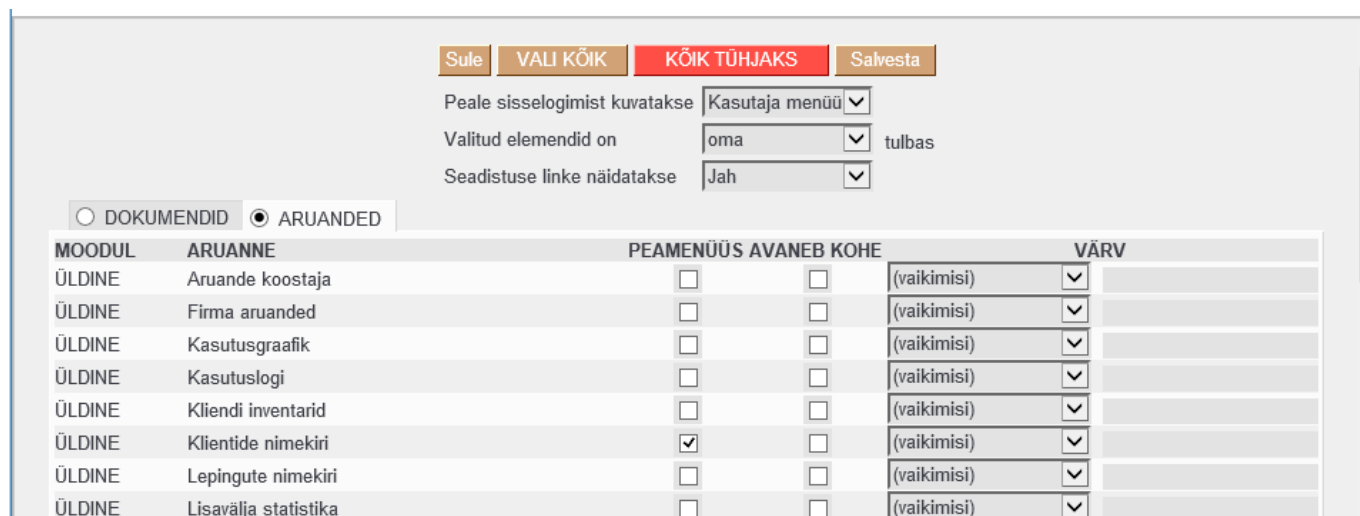 Sule VALI KÕIK KÕIK TÜHJAKS Salvesta
Peale sisselogimist kuvatakse Kasutaja menüü
Valitud elemendid on oma tulbas
Seadistuse linke näidatakse Jah
DOKUMENDID ARUANDED
MOODUL ARUANNE PEAMENÜÜS AVANEB KOHE VÄRV
ÜLDINE Aruande koostaja (vaikimisi)
ÜLDINE Firma aruanded (vaikimisi)
ÜLDINE Kasutusgraafik (vaikimisi)
ÜLDINE Kasutuslogi (vaikimisi)
ÜLDINE Kliendi inventarid (vaikimisi)
ÜLDINE Klientide nimekiri (vaikimisi)
ÜLDINE Lepingute nimekiri (vaikimisi)
ÜLDINE Lisavälja statistika (vaikimisi)